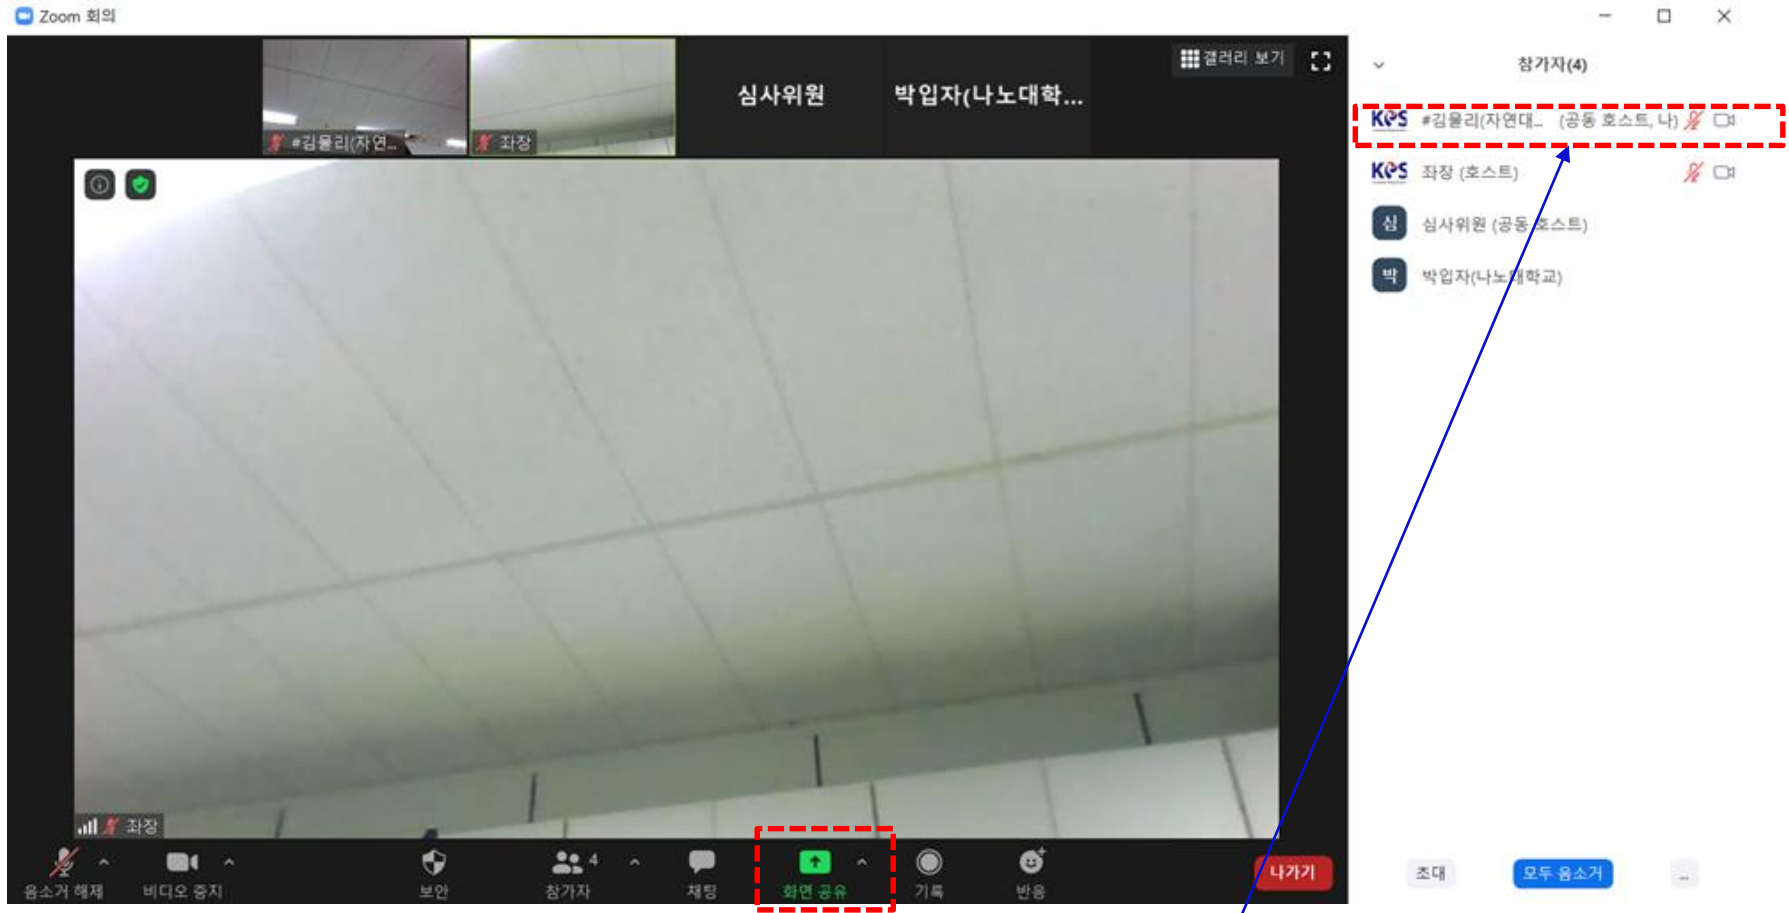 Zoom 회의
#김물리(자연...
좌장
심사위원
박입자(나노대학...
갤러리 보기
참가자(4)
KPS #김물리(자연대... (공동 호스트, 나)
KPS 좌장 (호스트)
심 심사위원 (공동 호스트)
박 박입자(나노대학교)
좌장
음소거 해제
비디오 중지
보안
4
참가자
채팅
화면 공유
기록
반응
나가기
초대
모두 음소거
...